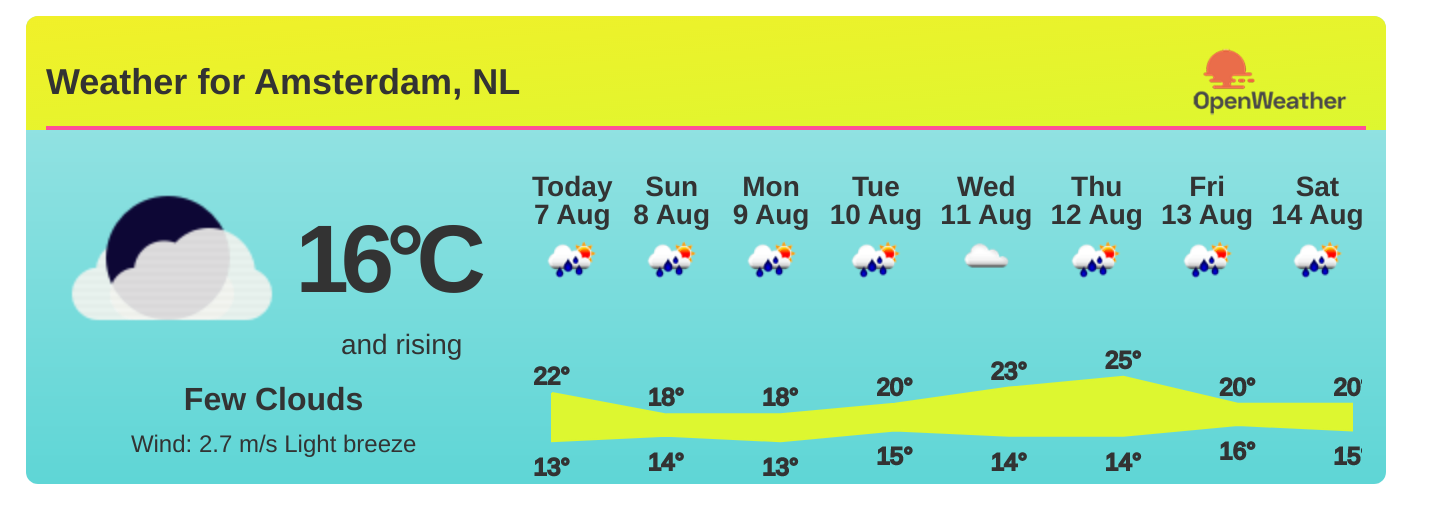 Weather for Amsterdam, NL
OpenWeather
Today Sun Mon Tue Wed Thu Fri Sat
7 Aug 8 Aug 9 Aug 10 Aug 11 Aug 12 Aug 13 Aug 14 Aug
16°C
and rising
Few Clouds
Wind: 2.7 m/s Light breeze
22° 18° 18° 20° 23° 25° 20° 20°
13° 14° 13° 15° 14° 14° 16° 15°